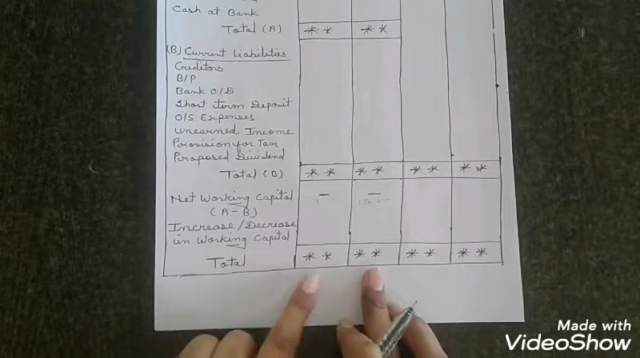 Cash at Bank
Total (A) ** **
(B) Current Liabilities
Creditors
B/P
Bank O/D
Short term Deposit
O/S Expenses
Unearned Income
Provision for Tax
Proposed Dividend
Total (B) ** ** ** **
Net Working Capital — —
(A-B)
Increase/Decrease
in Working Capital
Total ** ** ** **
Made with
VideoShow